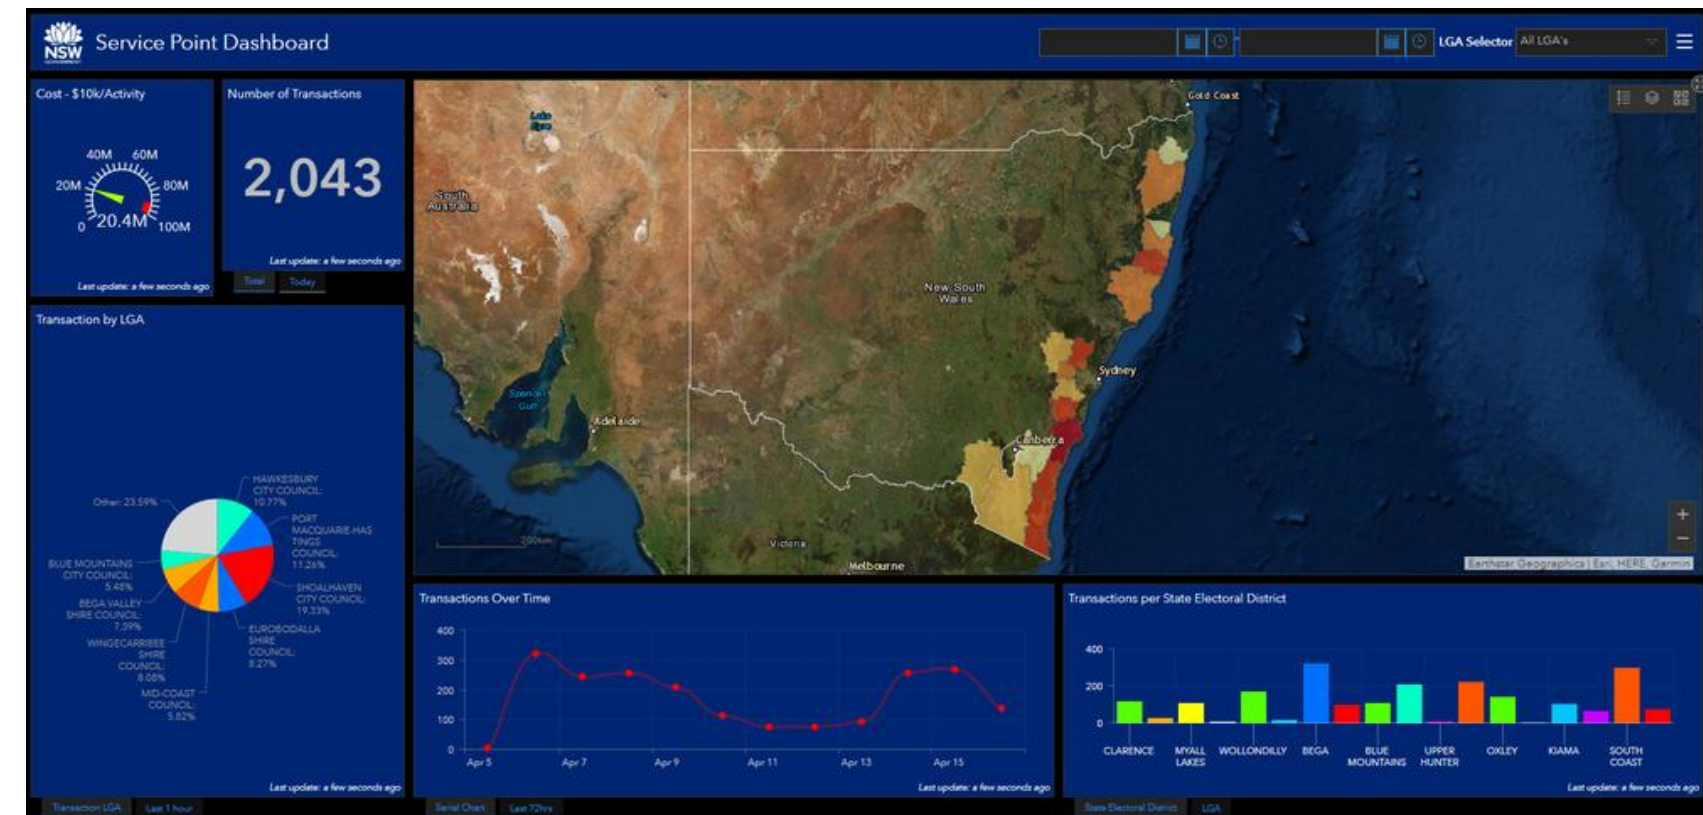 NSW
GOVERNMENT
Service Point Dashboard
LGA Selector
All LGA's
Cost - $10k/Activity
40M
60M
20M
80M
0
20.4M
100M
Last update: a few seconds ago
Number of Transactions
2,043
Last update: a few seconds ago
Total
Today
Transaction by LGA
HAWKESBURY
CITY COUNCIL:
10.77%
Other: 23.59%
PORT
MACQUARIE-HAS
TINGS
COUNCIL:
11.26%
BLUE MOUNTAINS
CITY COUNCIL:
5.48%
SHOALHAVEN
CITY COUNCIL:
19.33%
BEGA VALLEY
SHIRE COUNCIL:
7.39%
EUROBODALLA
SHIRE
COUNCIL:
8.27%
WINGECARRIBEE
SHIRE
COUNCIL:
8.08%
MID-COAST
COUNCIL:
5.82%
Last update: a few seconds ago
Transaction LGA
Last 1 hour
Gold Coast
Lake
Eyre
South
Australia
New South
Wales
Sydney
Spencer
Gulf
Adelaide
Canberra
200km
Victoria
Melbourne
+
−
Earthstar Geographics | Esri, HERE, Garmin
Transactions Over Time
400
300
200
100
0
Apr 5
Apr 7
Apr 9
Apr 11
Apr 13
Apr 15
Last update: a few seconds ago
Serial Chart
Last 72hrs
Transactions per State Electoral District
400
200
0
CLARENCE
MYALL
LAKES
WOLLONDILLY
BEGA
BLUE
MOUNTAINS
UPPER
HUNTER
OXLEY
KIAMA
SOUTH
COAST
Last update: a few seconds ago
State Electoral District
LGA